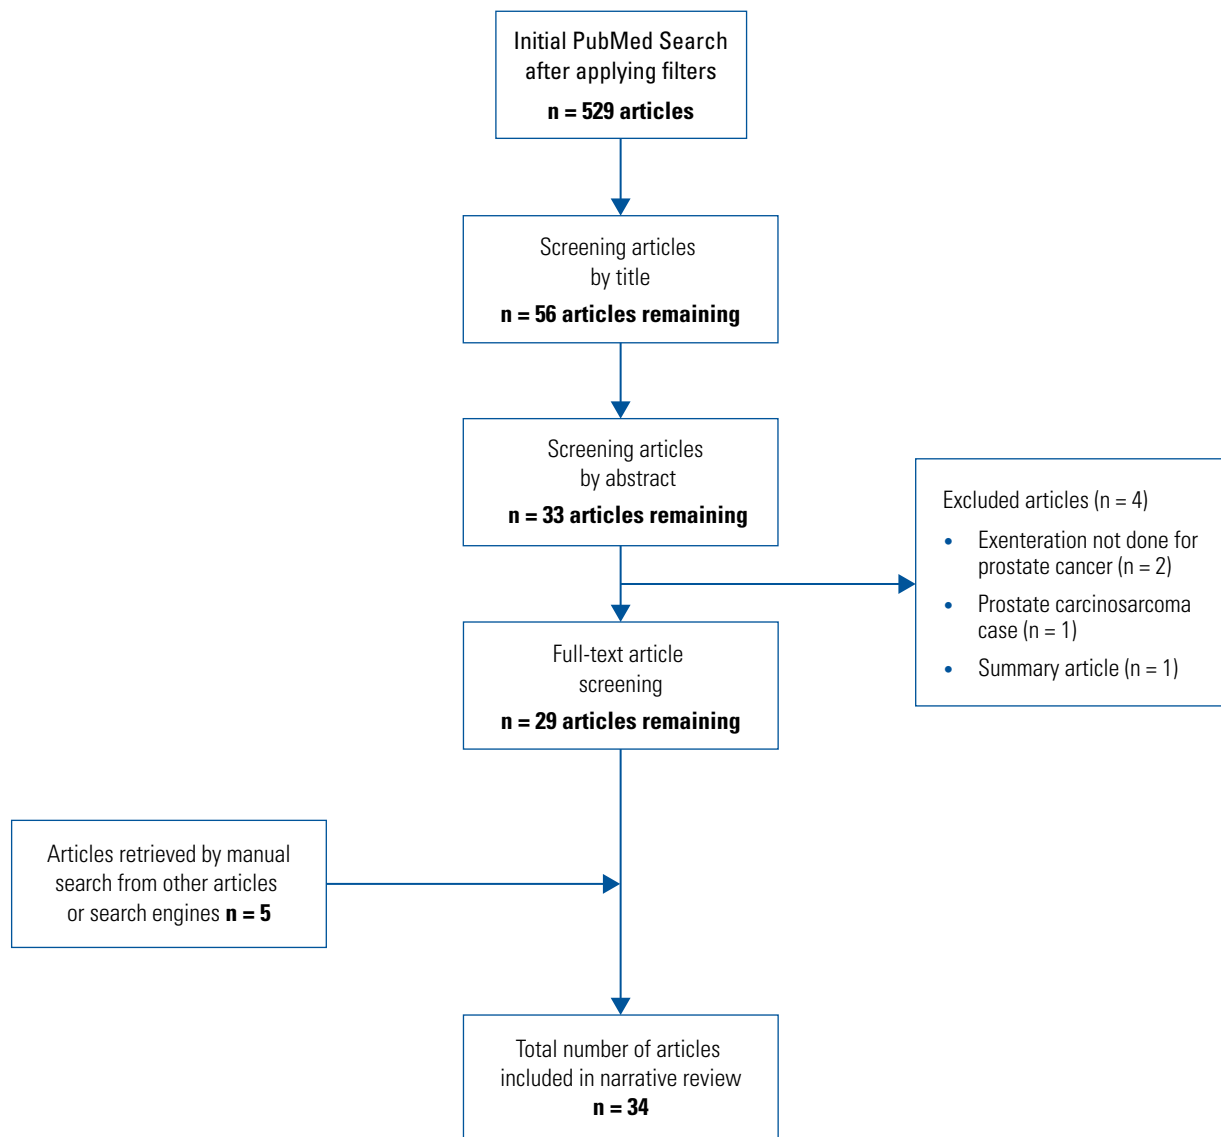 Initial PubMed Search
after applying filters
n = 529 articles
Screening articles
by title
n = 56 articles remaining
Screening articles
by abstract
n = 33 articles remaining
Excluded articles (n = 4)
• Exenteration not done for
prostate cancer (n = 2)
• Prostate carcinosarcoma
case (n = 1)
• Summary article (n = 1)
Full-text article
screening
n = 29 articles remaining
Articles retrieved by manual
search from other articles
or search engines n = 5
Total number of articles
included in narrative review
n = 34